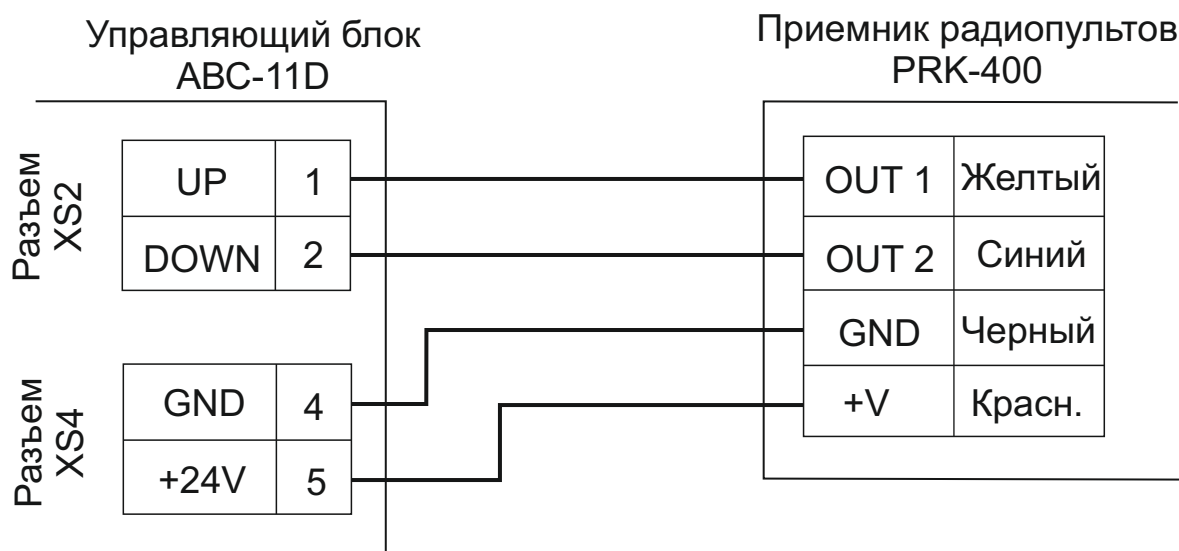 Управляющий блок
ABC-11D
Приемник радиопультов
PRK-400
Разъем
XS2
UP 1
DOWN 2
Разъем
XS4
GND 4
+24V 5
OUT 1 Желтый
OUT 2 Синий
GND Черный
+V Красн.